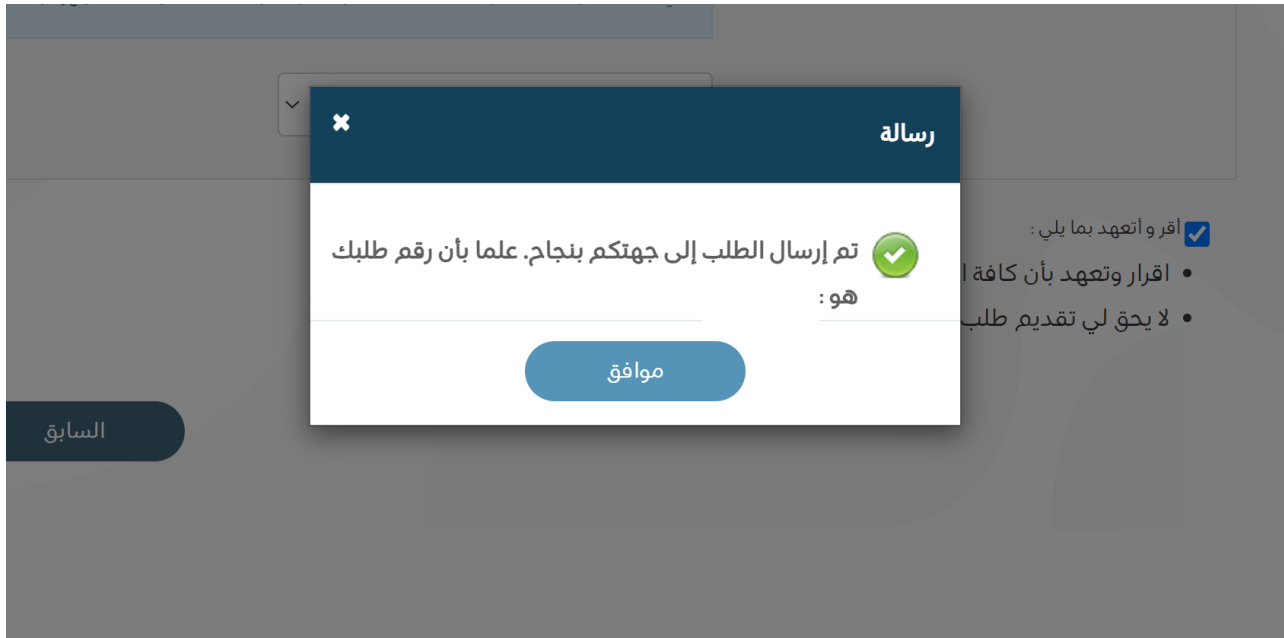 رسالة
تم إرسال الطلب إلى جهتكم بنجاح. علما بأن رقم طلبك
هو :
موافق
أقر و أتعهد بما يلي :
اقرار وتعهد بأن كافة
لا يحق لي تقديم طلب
السابق